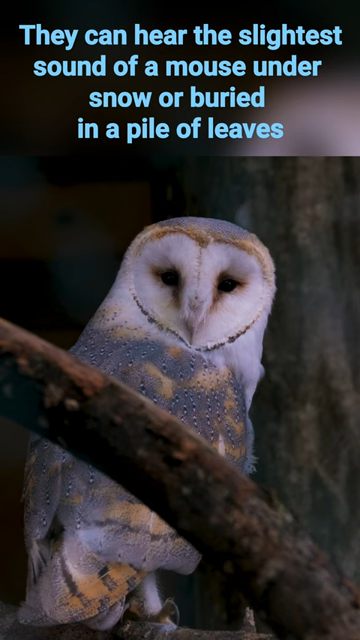 They can hear the slightest
sound of a mouse under
snow or buried
in a pile of leaves